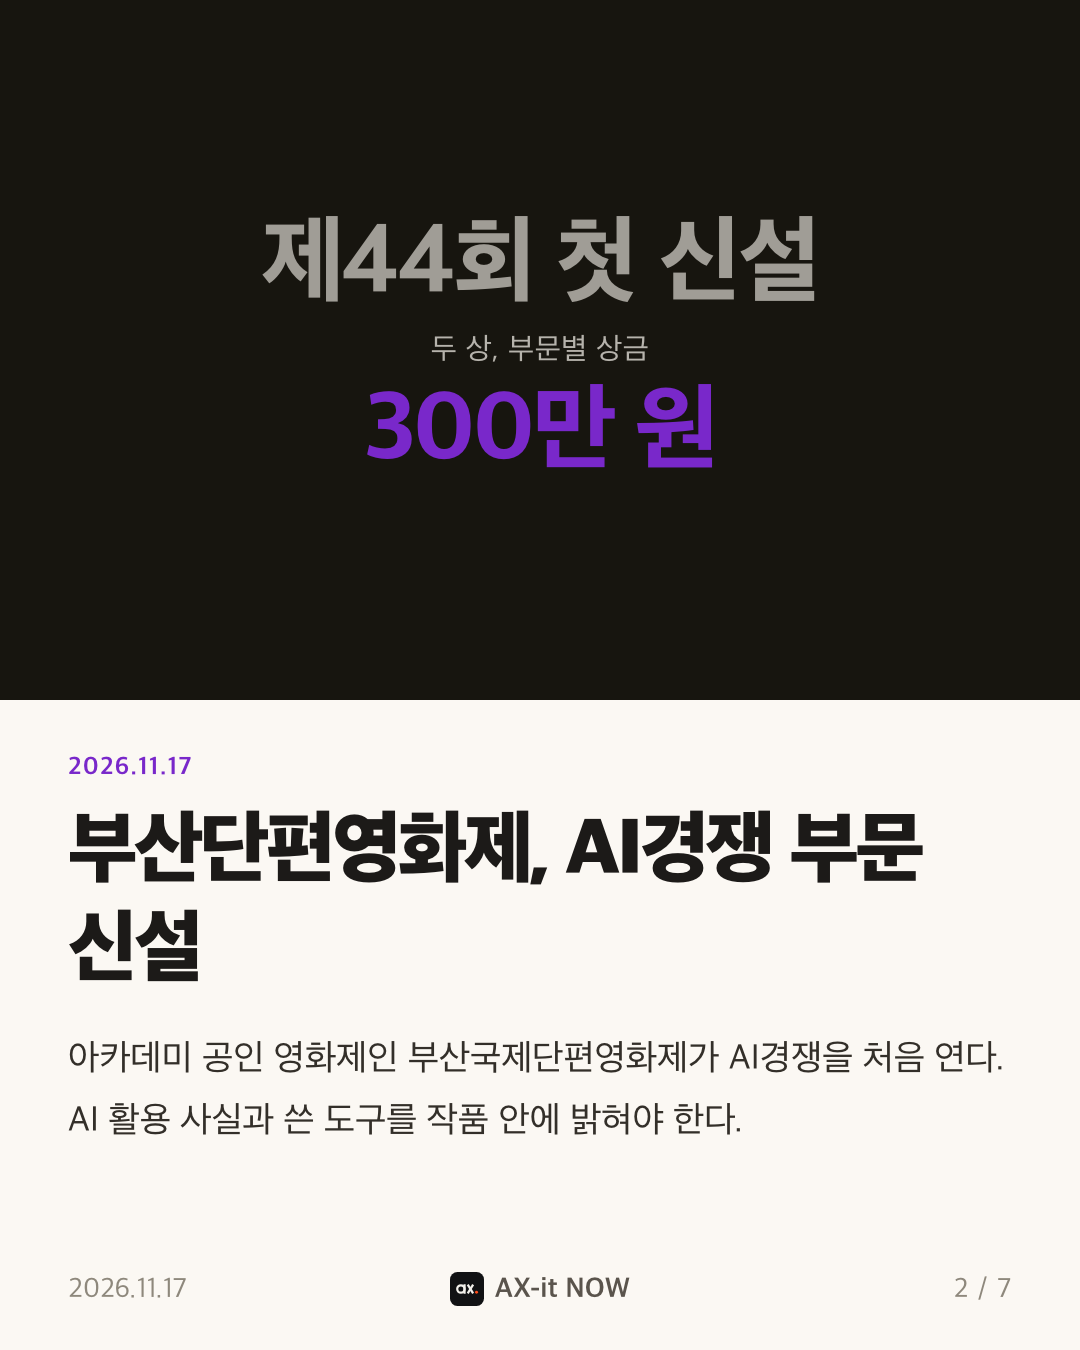 제44회 첫 신설
두 상, 부문별 상금
300만 원
2026.11.17
부산단편영화제, AI경쟁 부문
신설
아카데미 공인 영화제인 부산국제단편영화제가 AI경쟁을 처음 연다.
AI 활용 사실과 쓴 도구를 작품 안에 밝혀야 한다.
2026.11.17
ax. AX-it NOW
2 / 7